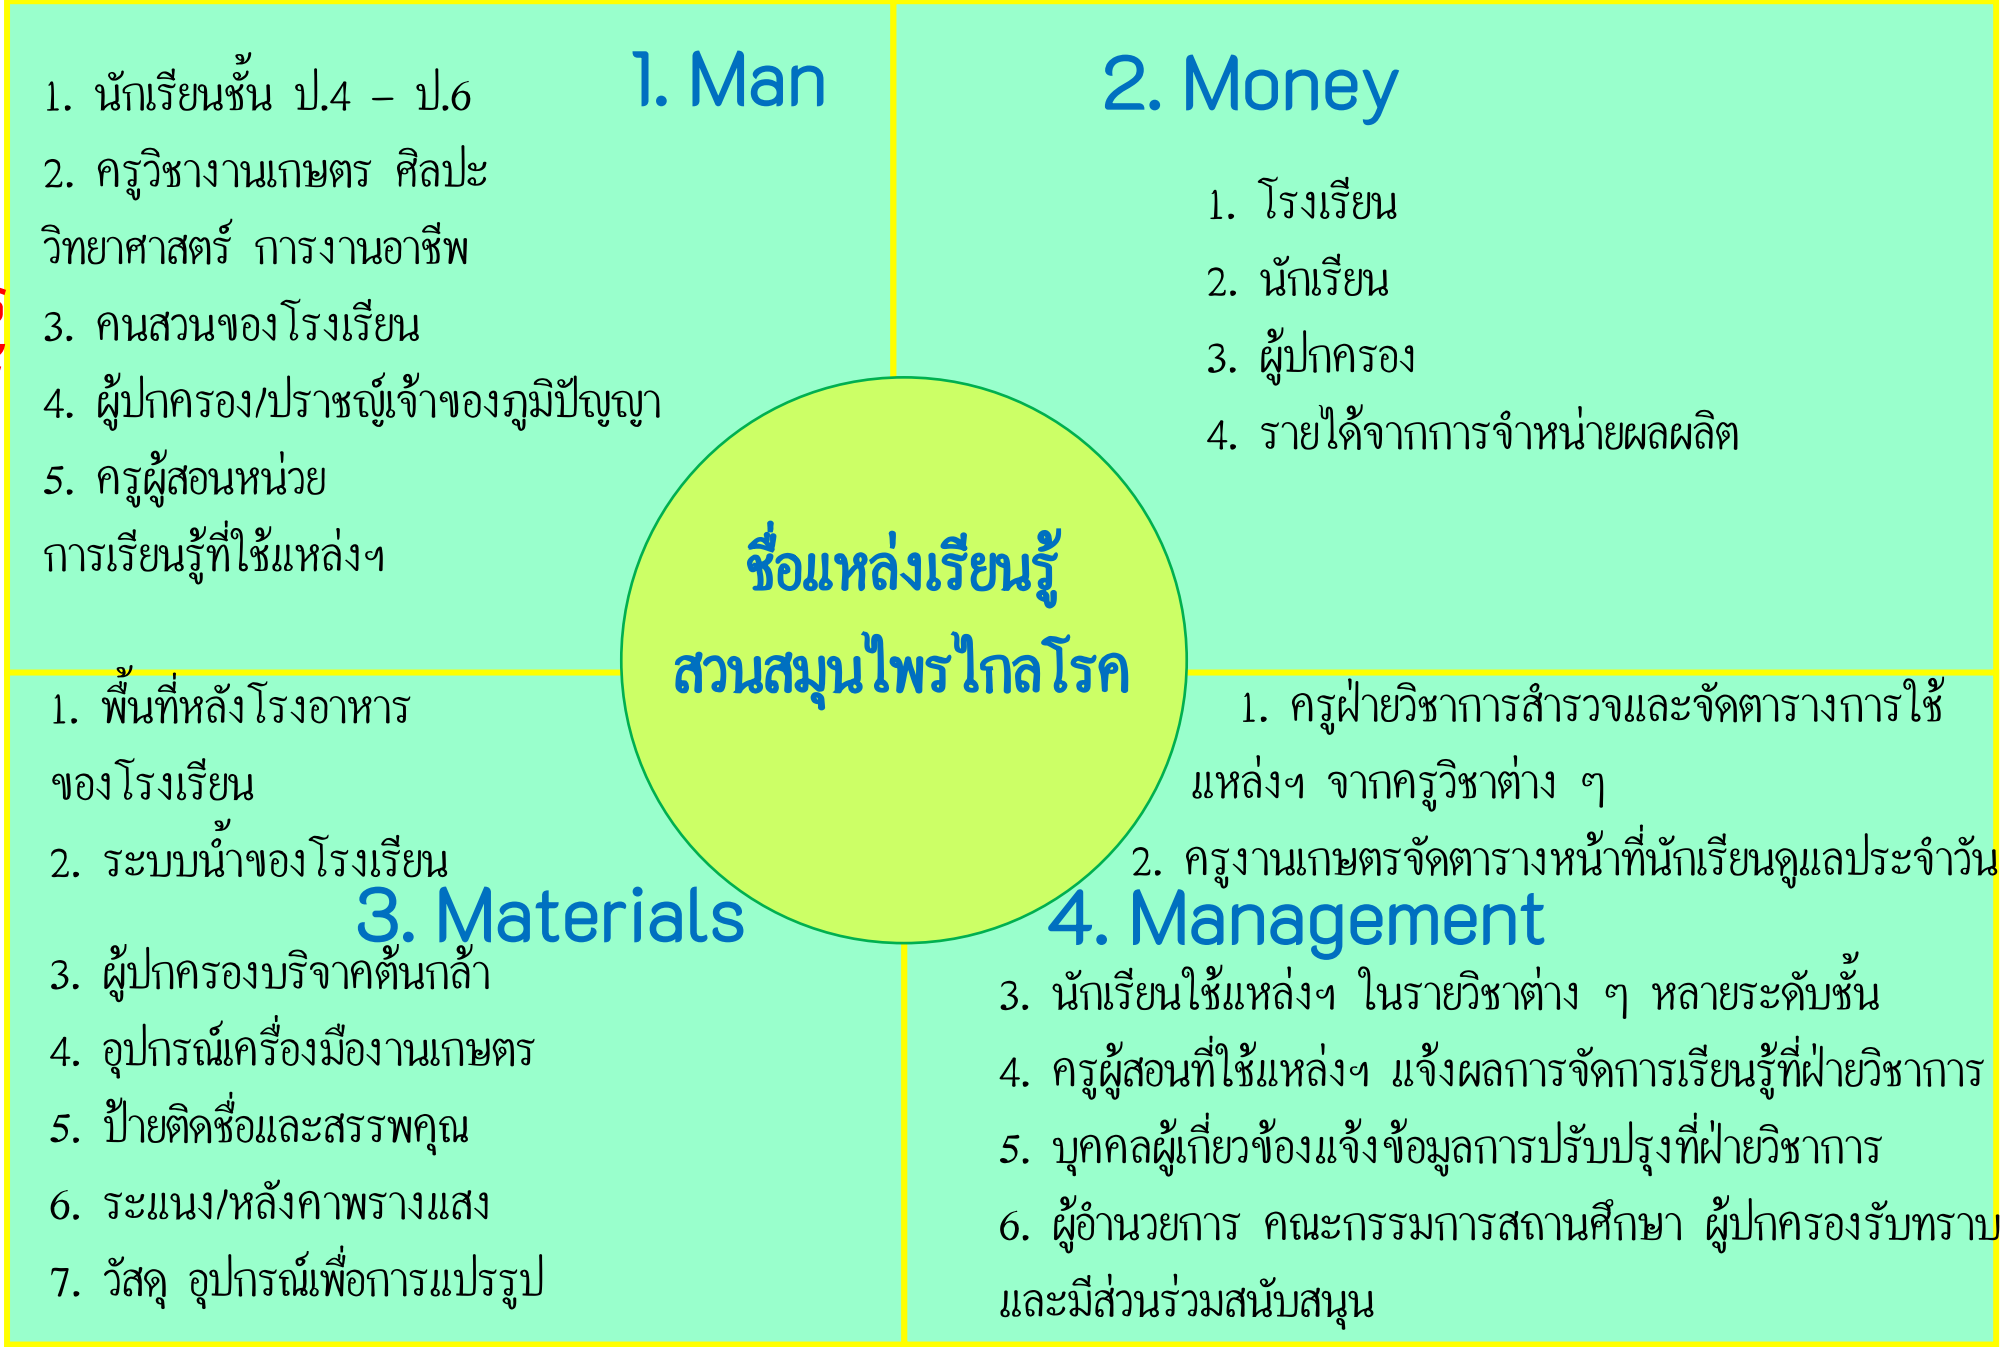 1. Man
1. นักเรียนชั้น ป.4 – ป.6
2. ครูวิชางานเกษตร ศิลปะ
วิทยาศาสตร์ การงานอาชีพ
3. คนสวนของโรงเรียน
4. ผู้ปกครอง/ปราชญ์เจ้าของภูมิปัญญา
5. ครูผู้สอนหน่วย
การเรียนรู้ที่ใช้แหล่งฯ
2. Money
1. โรงเรียน
2. นักเรียน
3. ผู้ปกครอง
4. รายได้จากการจำหน่ายผลผลิต
ชื่อแหล่งเรียนรู้
สวนสมุนไพรไกลโรค
1. พื้นที่หลังโรงอาหาร
ของโรงเรียน
2. ระบบน้ำของโรงเรียน
3. Materials
3. ผู้ปกครองบริจาคต้นกล้า
4. อุปกรณ์เครื่องมืองานเกษตร
5. ป้ายติดชื่อและสรรพคุณ
6. ระแนง/หลังคาพรางแสง
7. วัสดุ อุปกรณ์เพื่อการแปรรูป
1. ครูฝ่ายวิชาการสำรวจและจัดตารางการใช้
แหล่งฯ จากครูวิชาต่าง ๆ
2. ครูงานเกษตรจัดตารางหน้าที่นักเรียนดูแลประจำวัน
4. Management
3. นักเรียนใช้แหล่งฯ ในรายวิชาต่าง ๆ หลายระดับชั้น
4. ครูผู้สอนที่ใช้แหล่งฯ แจ้งผลการจัดการเรียนรู้ที่ฝ่ายวิชาการ
5. บุคคลผู้เกี่ยวข้องแจ้งข้อมูลการปรับปรุงที่ฝ่ายวิชาการ
6. ผู้อำนวยการ คณะกรรมการสถานศึกษา ผู้ปกครองรับทราบ
และมีส่วนร่วมสนับสนุน